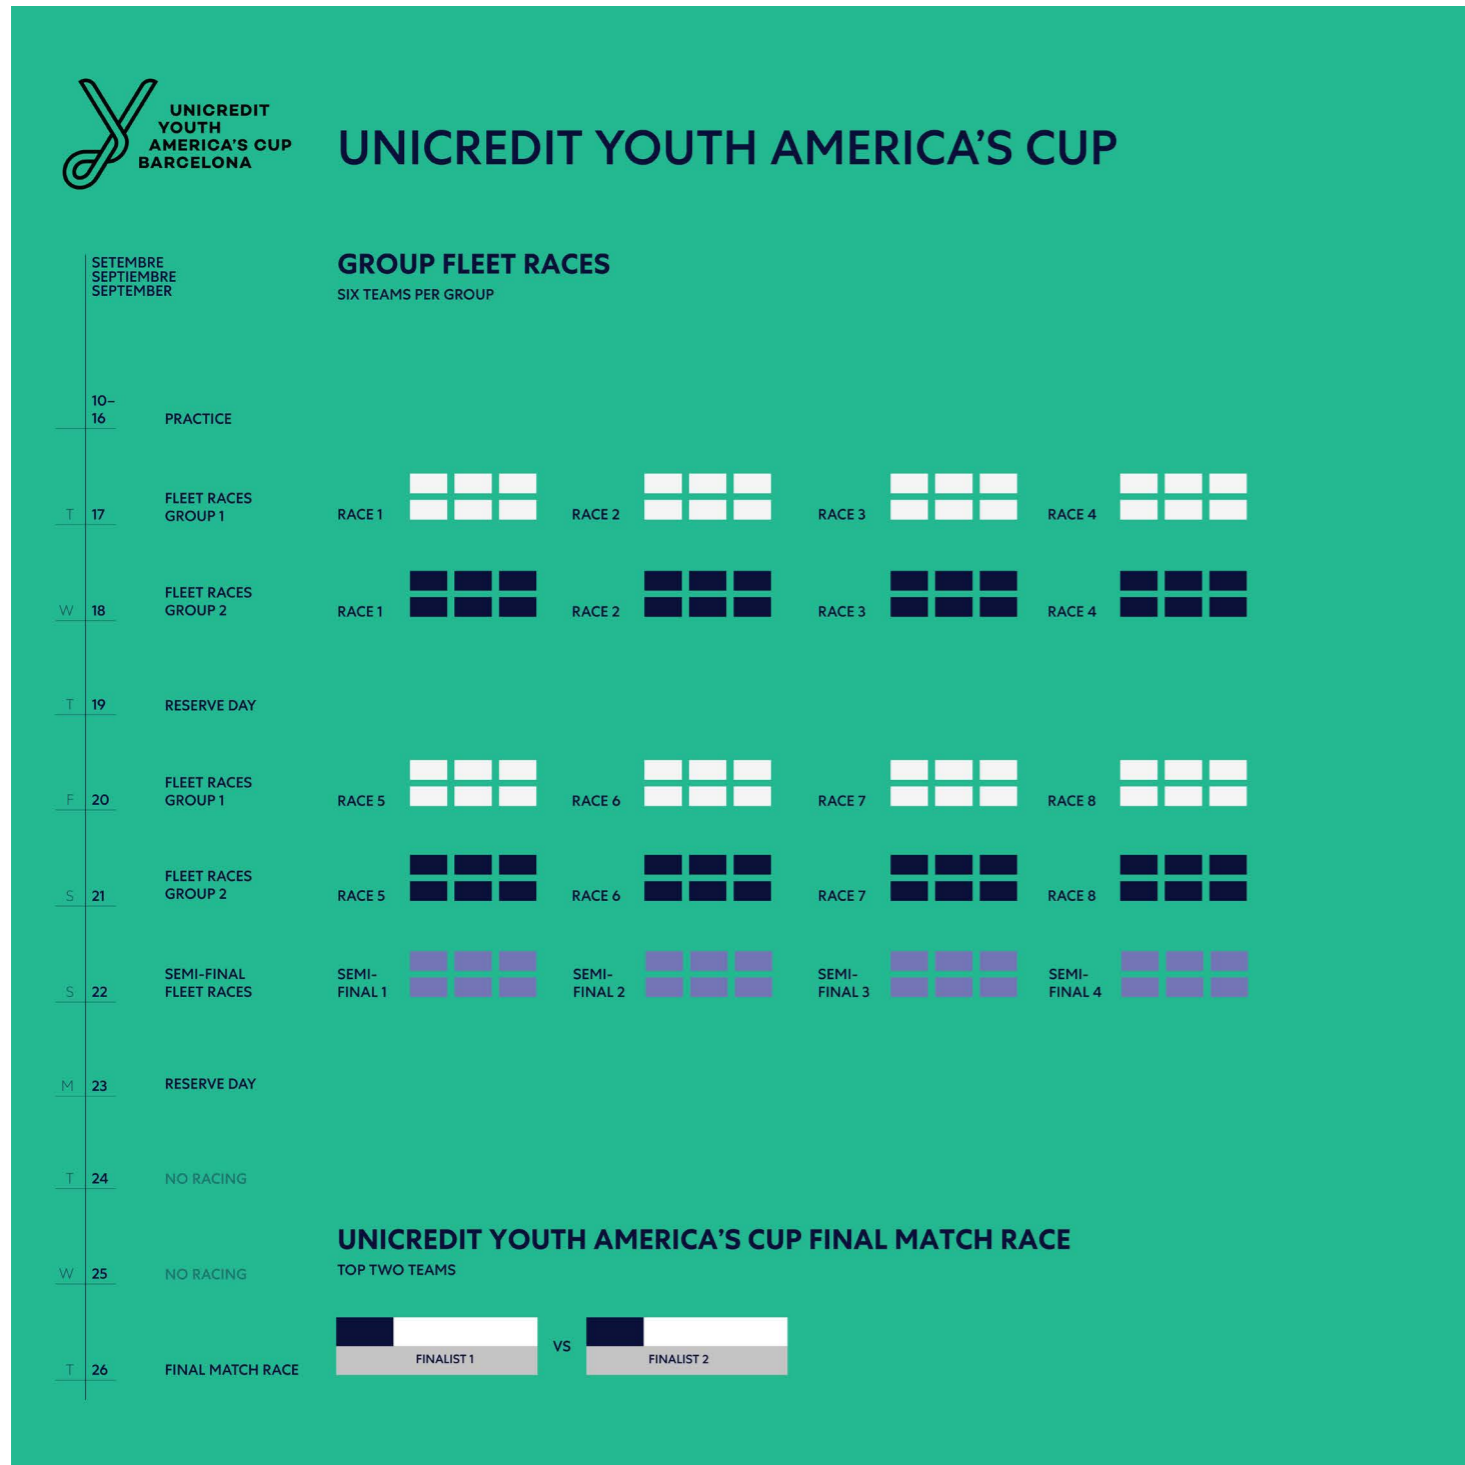 UNICREDIT
YOUTH
AMERICA'S CUP
BARCELONA
UNICREDIT YOUTH AMERICA'S CUP
SETEMBRE
SEPTIEMBRE
SEPTEMBER
GROUP FLEET RACES
SIX TEAMS PER GROUP
10–
16 PRACTICE
T 17 FLEET RACES
GROUP 1
RACE 1 RACE 2 RACE 3 RACE 4
W 18 FLEET RACES
GROUP 2
RACE 1 RACE 2 RACE 3 RACE 4
T 19 RESERVE DAY
F 20 FLEET RACES
GROUP 1
RACE 5 RACE 6 RACE 7 RACE 8
S 21 FLEET RACES
GROUP 2
RACE 5 RACE 6 RACE 7 RACE 8
S 22 SEMI-FINAL
FLEET RACES
SEMI-
FINAL 1
SEMI-
FINAL 2
SEMI-
FINAL 3
SEMI-
FINAL 4
M 23 RESERVE DAY
T 24 NO RACING
UNICREDIT YOUTH AMERICA'S CUP FINAL MATCH RACE
TOP TWO TEAMS
W 25 NO RACING
FINALIST 1 VS FINALIST 2
T 26 FINAL MATCH RACE